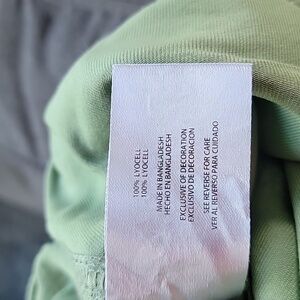 100% LYOCELL
100% LYOCELL
MADE IN BANGLADESH
HECHO EN BANGLADESH
EXCLUSIVE OF DECORATION
EXCLUSIVO DE DECORACION
SEE REVERSE FOR CARE
VER AL REVERSO PARA CUIDADO